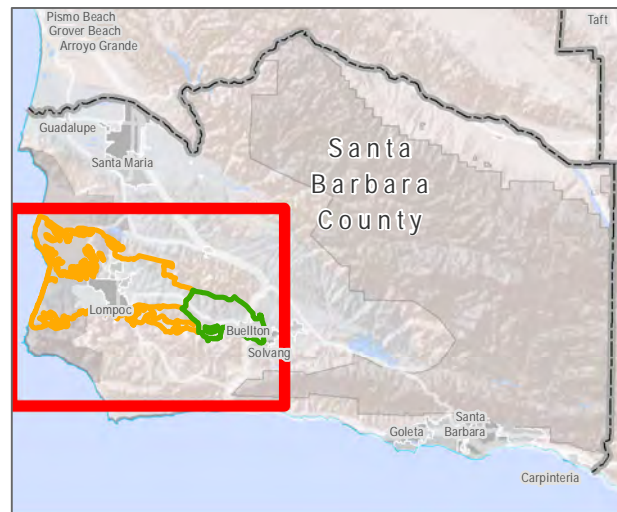 Pismo Beach
Grover Beach
Arroyo Grande
Taft
Guadalupe
Santa Maria
Santa
Barbara
County
Lompoc
Buellton
Solvang
Goleta
Santa
Barbara
Carpinteria